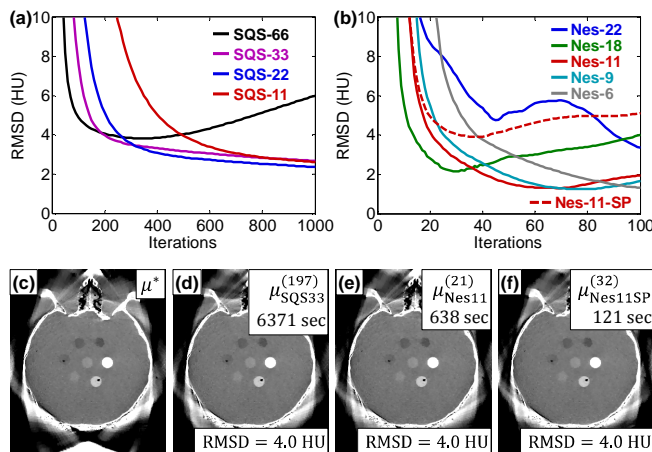 (a)
RMSD (HU)
10
8
6
4
2
0
0 200 400 600 800 1000
Iterations
SQS-66
SQS-33
SQS-22
SQS-11
(b)
RMSD (HU)
10
8
6
4
2
0
0 20 40 60 80 100
Iterations
Nes-22
Nes-18
Nes-11
Nes-9
Nes-6
Nes-11-SP
(c)
μ*
(d)
μ_SQS33^(197)
6371 sec
RMSD = 4.0 HU
(e)
μ_Nes11^(21)
638 sec
RMSD = 4.0 HU
(f)
μ_Nes11SP^(32)
121 sec
RMSD = 4.0 HU